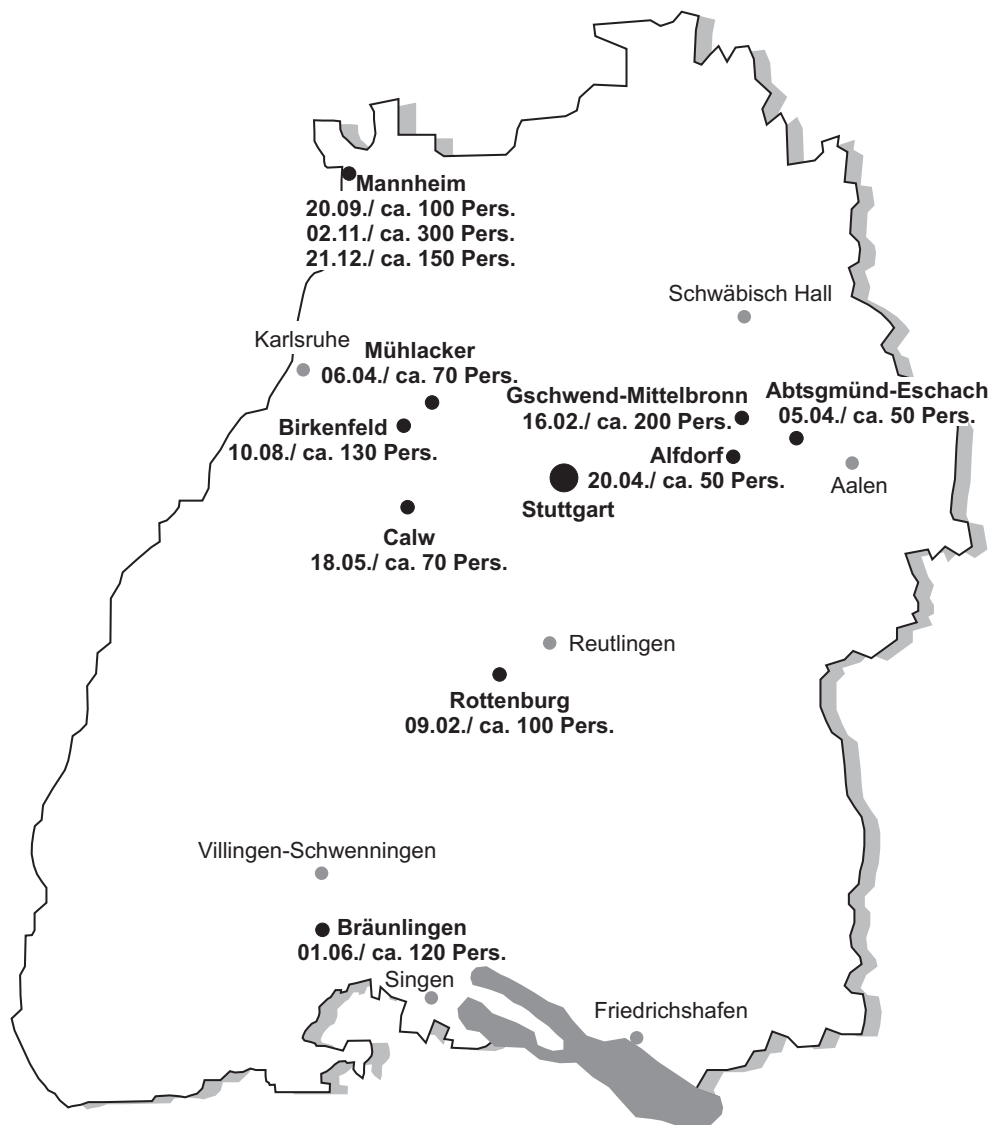 Mannheim
20.09./ ca. 100 Pers.
02.11./ ca. 300 Pers.
21.12./ ca. 150 Pers.
Schwäbisch Hall
Karlsruhe
Mühlacker
06.04./ ca. 70 Pers.
Gschwend-Mittelbronn
16.02./ ca. 200 Pers.
Abtsgmünd-Eschach
05.04./ ca. 50 Pers.
Birkenfeld
10.08./ ca. 130 Pers.
Alfdorf
20.04./ ca. 50 Pers.
Aalen
Stuttgart
Calw
18.05./ ca. 70 Pers.
Reutlingen
Rottenburg
09.02./ ca. 100 Pers.
Villingen-Schwenningen
Bräunlingen
01.06./ ca. 120 Pers.
Singen
Friedrichshafen